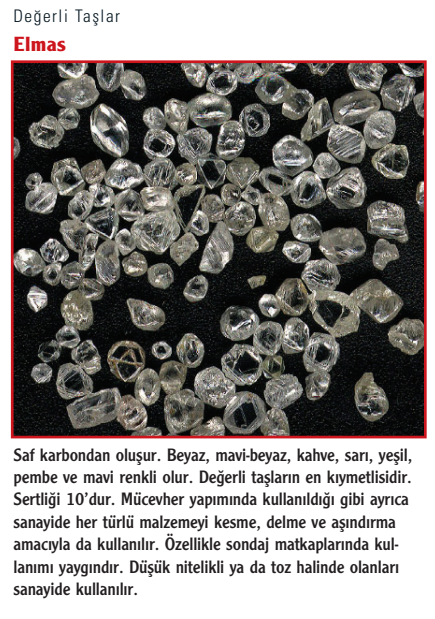 Değerli Taşlar
Elmas
Saf karbondan oluşur. Beyaz, mavi-beyaz, kahve, sarı, yeşil,
pembe ve mavi renkli olur. Değerli taşların en kıymetlisidir.
Sertliği 10’dur. Mücevher yapımında kullanıldığı gibi ayrıca
sanayide her türlü malzemeyi kesme, delme ve aşındırma
amacıyla da kullanılır. Özellikle sondaj matkaplarında kul-
lanımı yaygındır. Düşük nitelikli ya da toz halinde olanları
sanayide kullanılır.